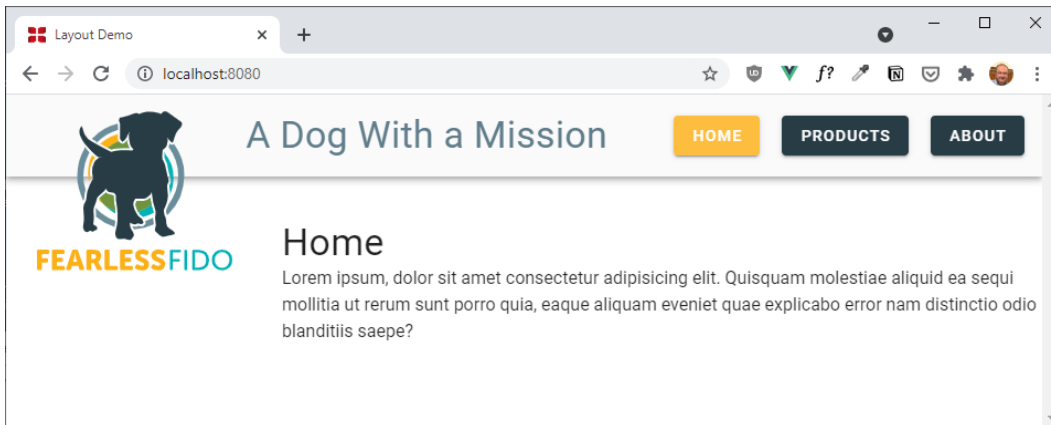 Layout Demo
localhost:8080
f?
A Dog With a Mission
HOME
PRODUCTS
ABOUT
FEARLESSFIDO
Home
Lorem ipsum, dolor sit amet consectetur adipisicing elit. Quisquam molestiae aliquid ea sequi
mollitia ut rerum sunt porro quia, eaque aliquam eveniet quae explicabo error nam distinctio odio
blanditiis saepe?